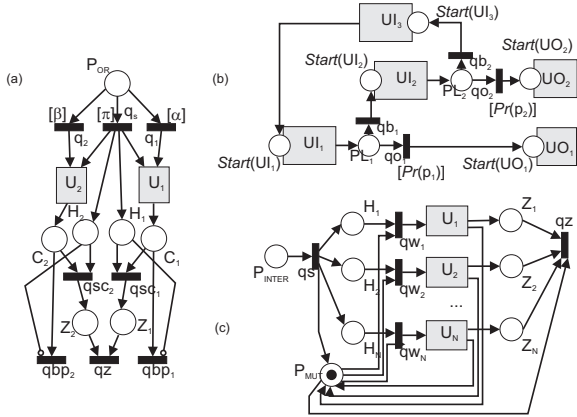 (a)
P_OR
[β] [π] q_s [α]
q_2 q_1
U_2 U_1
H_2 H_1
C_2 C_1
qsc_2 qsc_1
Z_2 Z_1
qbp_2 qz qbp_1
(b)
Start(UI_3)
UI_3
Start(UI_2)
UI_2
qb_2
Start(UO_2)
PL_2 qo_2 UO_2
[Pr(p_2)]
qb_1
Start(UI_1) UI_1
PL_1 qo_1
[Pr(p_1)]
Start(UO_1) UO_1
(c)
H_1 qw_1 U_1 Z_1 qz
P_INTER qs
H_2 qw_2 U_2 Z_2
...
H_N qw_N U_N Z_N
P_MUT